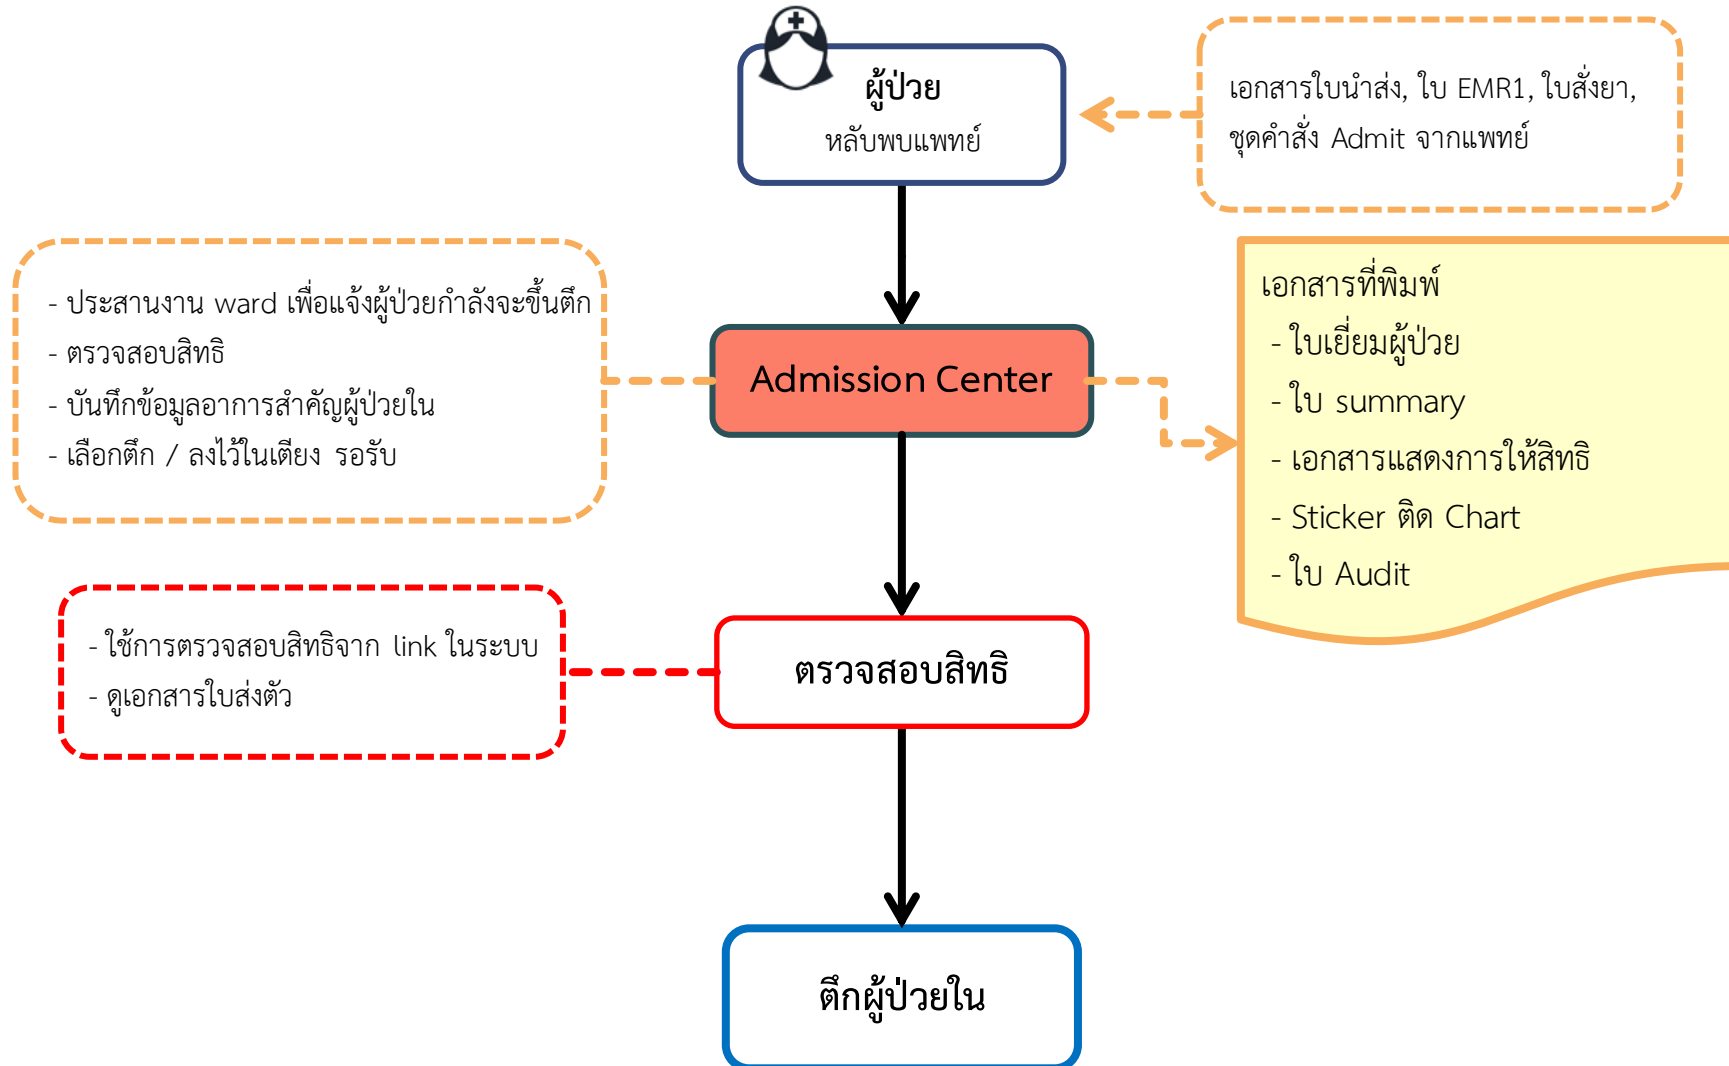 ผู้ป่วย
หลับพบแพทย์
เอกสารใบนำส่ง, ใบ EMR1, ใบสั่งยา,
ชุดคำสั่ง Admit จากแพทย์
- ประสานงาน ward เพื่อแจ้งผู้ป่วยกำลังจะขึ้นตึก
- ตรวจสอบสิทธิ
- บันทึกข้อมูลอาการสำคัญผู้ป่วยใน
- เลือกตึก / ลงไว้ในเตียง รอรับ
Admission Center
เอกสารที่พิมพ์
- ใบเยี่ยมผู้ป่วย
- ใบ summary
- เอกสารแสดงการให้สิทธิ
- Sticker ติด Chart
- ใบ Audit
- ใช้การตรวจสอบสิทธิจาก link ในระบบ
- ดูเอกสารใบส่งตัว
ตรวจสอบสิทธิ
ตึกผู้ป่วยใน